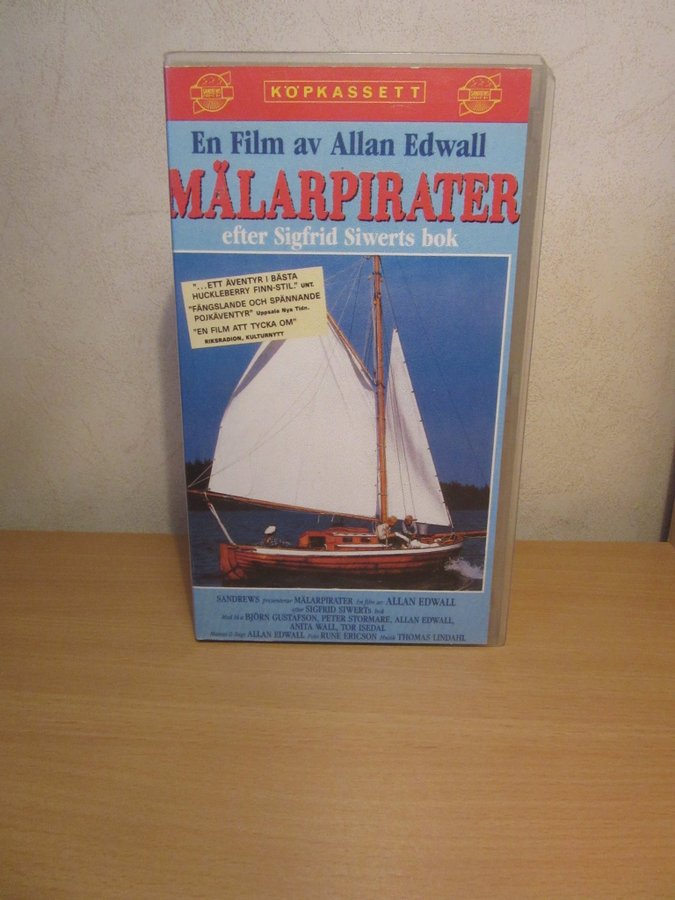 KÖPKASSETT
En Film av Allan Edwall
MÄLARPIRATER
efter Sigfrid Siwerts bok
"...ETT ÄVENTYR I BÄSTA
HUCKLEBERRY FINN-STIL." UNT.
"FÄNGSLANDE OCH SPÄNNANDE
POJKÄVENTYR" Uppsala Nya Tidn.
"EN FILM ATT TYCKA OM"
RIKSRADION, KULTURNYTT
SANDREWS presenterar MÄLARPIRATER En film av ALLAN EDWALL
efter SIGFRID SIWERTs bok
Med bl a BJÖRN GUSTAFSON, PETER STORMARE, ALLAN EDWALL,
ANITA WALL, TOR ISEDAL
ALLAN EDWALL Foto RUNE ERICSON Musik THOMAS LINDAHL